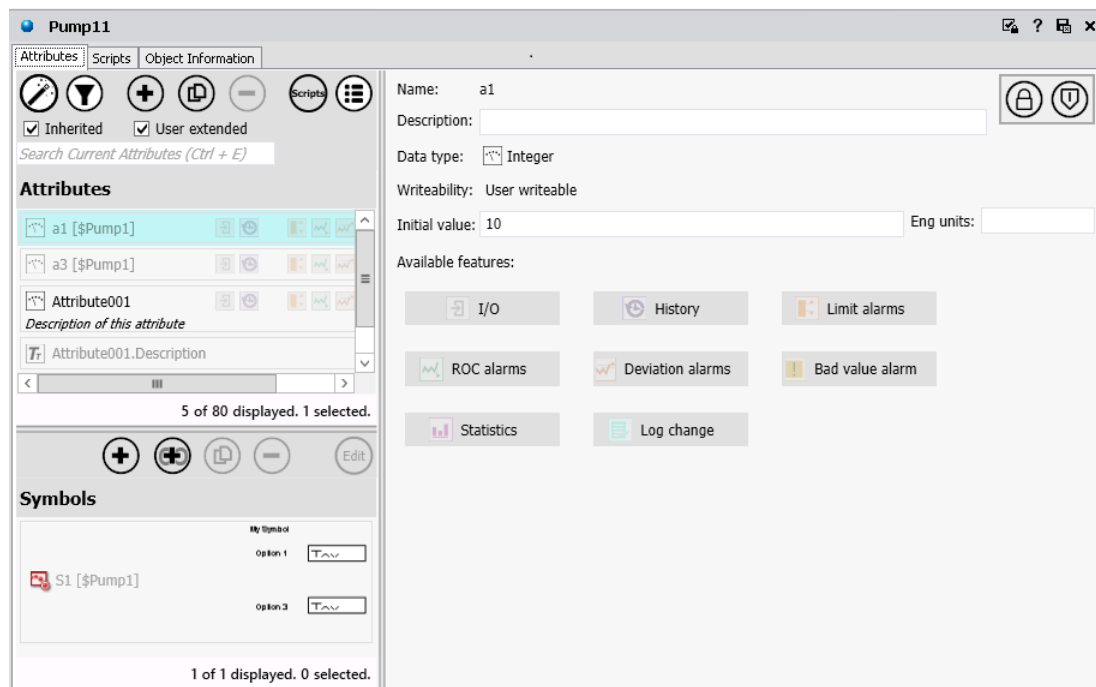 Pump11
?
Attributes Scripts Object Information
Scripts
Inherited User extended
Search Current Attributes (Ctrl + E)
Attributes
a1 [$Pump1]
a3 [$Pump1]
Attribute001
Description of this attribute
Attribute001.Description
5 of 80 displayed. 1 selected.
Edit
Symbols
My Symbol
Option 1
S1 [$Pump1]
Option 3
1 of 1 displayed. 0 selected.
Name: a1
Description:
Data type: Integer
Writeability: User writeable
Initial value: 10 Eng units:
Available features:
I/O History Limit alarms
ROC alarms Deviation alarms Bad value alarm
Statistics Log change